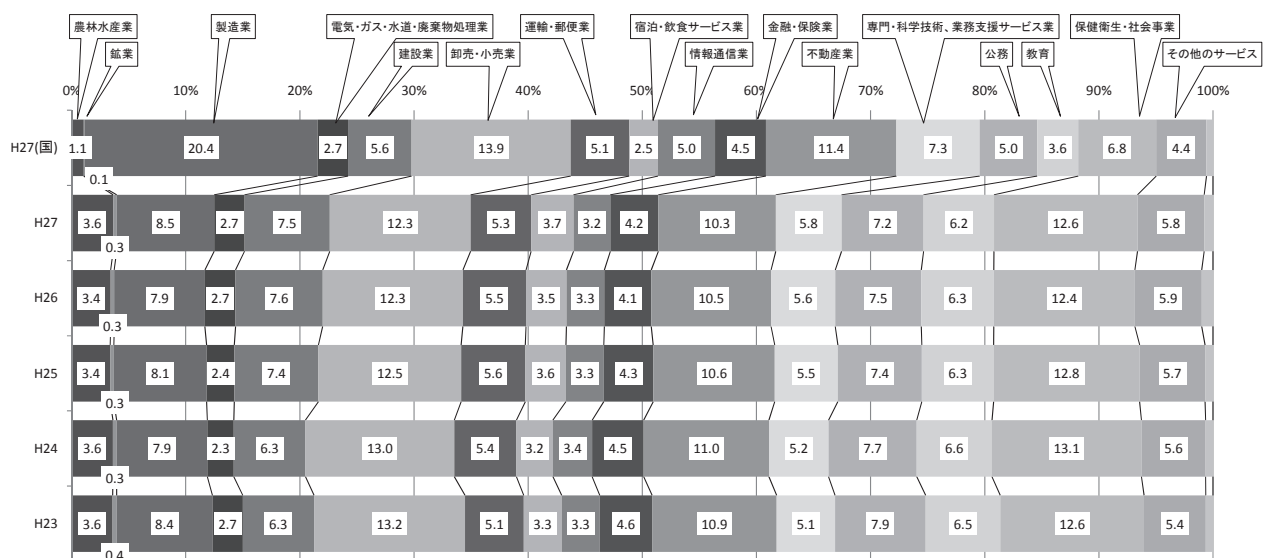 農林水産業 製造業 電気・ガス・水道・廃棄物処理業 運輸・郵便業 宿泊・飲食サービス業 金融・保険業 専門・科学技術、業務支援サービス業 保健衛生・社会事業
鉱業 建設業 卸売・小売業 情報通信業 不動産業 公務 教育 その他のサービス
0% 10% 20% 30% 40% 50% 60% 70% 80% 90% 100%
H27(国) 1.1 20.4 2.7 5.6 13.9 5.1 2.5 5.0 4.5 11.4 7.3 5.0 3.6 6.8 4.4
0.1
H27 3.6 8.5 2.7 7.5 12.3 5.3 3.7 3.2 4.2 10.3 5.8 7.2 6.2 12.6 5.8
0.3
H26 3.4 7.9 2.7 7.6 12.3 5.5 3.5 3.3 4.1 10.5 5.6 7.5 6.3 12.4 5.9
0.3
H25 3.4 8.1 2.4 7.4 12.5 5.6 3.6 3.3 4.3 10.6 5.5 7.4 6.3 12.8 5.7
0.3
H24 3.6 7.9 2.3 6.3 13.0 5.4 3.2 3.4 4.5 11.0 5.2 7.7 6.6 13.1 5.6
0.3
H23 3.6 8.4 2.7 6.3 13.2 5.1 3.3 3.3 4.6 10.9 5.1 7.9 6.5 12.6 5.4
0.4